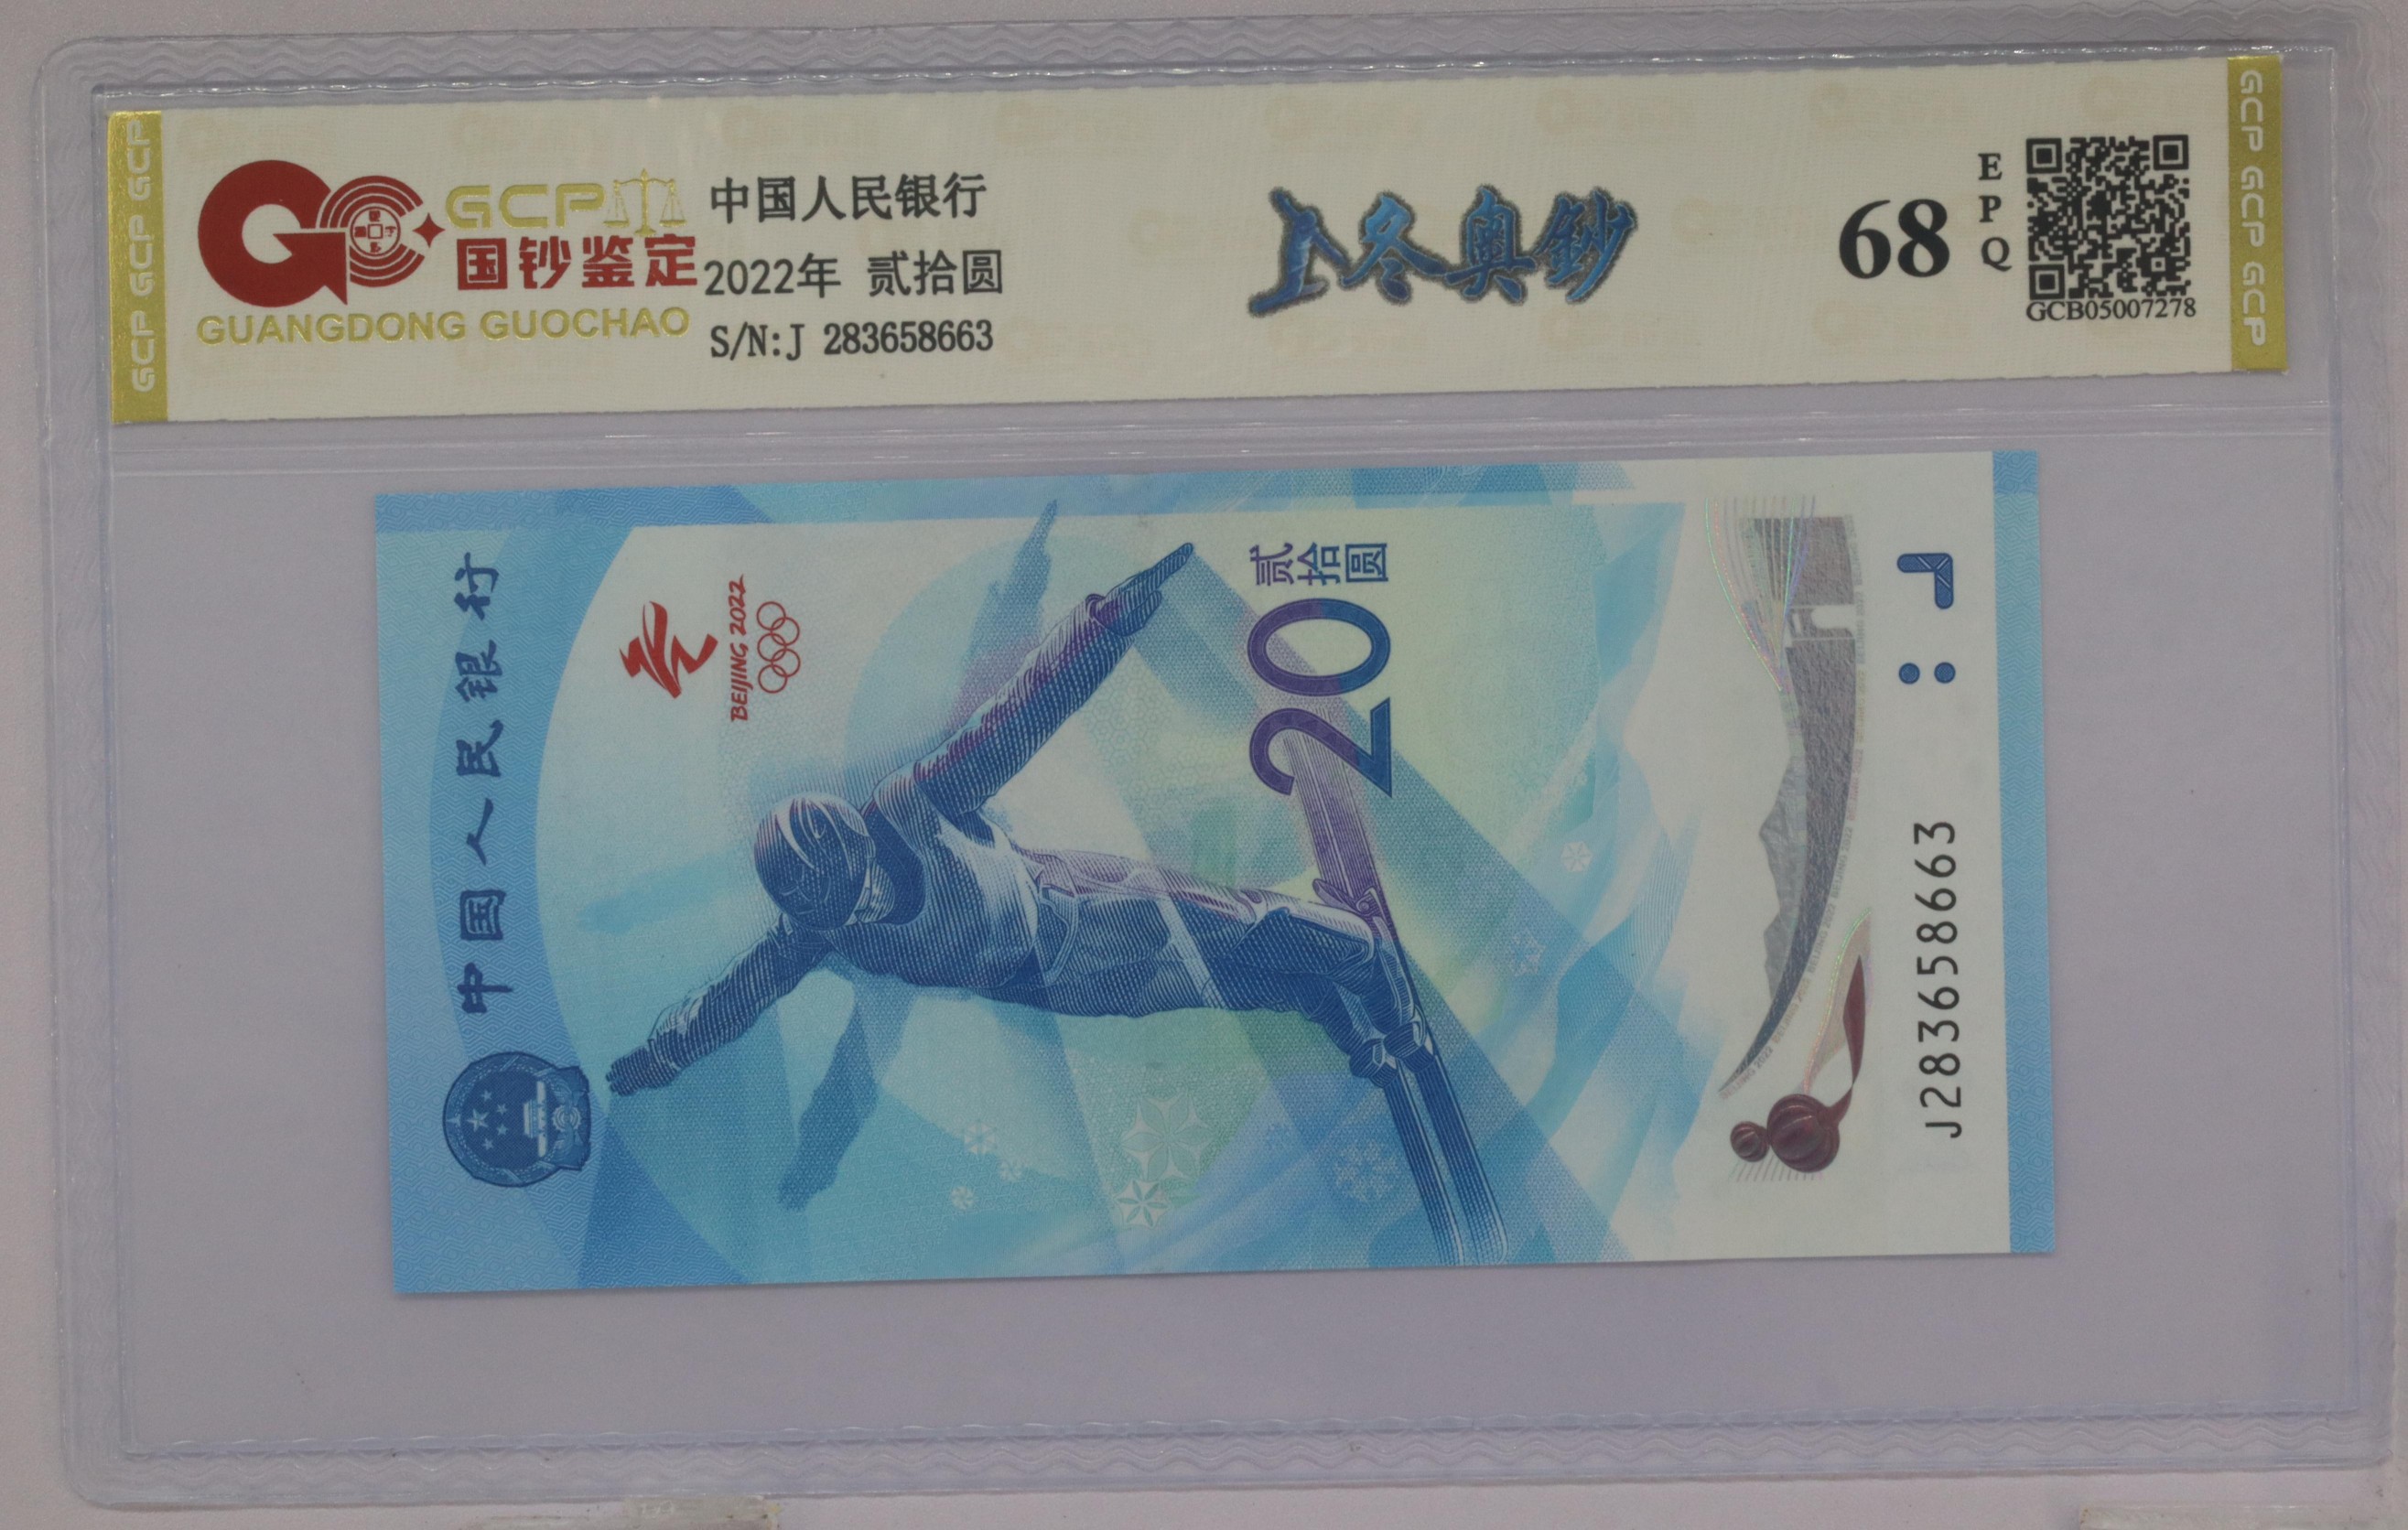 GCP GCP GCP
GCP
国钞鉴定
GUANGDONG GUOCHAO
中国人民银行
2022年 贰拾圆
S/N:J 283658663
冬奥鈔
68
EPQ
GCB05007278
GCP GCP GCP
中国人民银行
BEIJING 2022
贰拾圆
20
J283658663